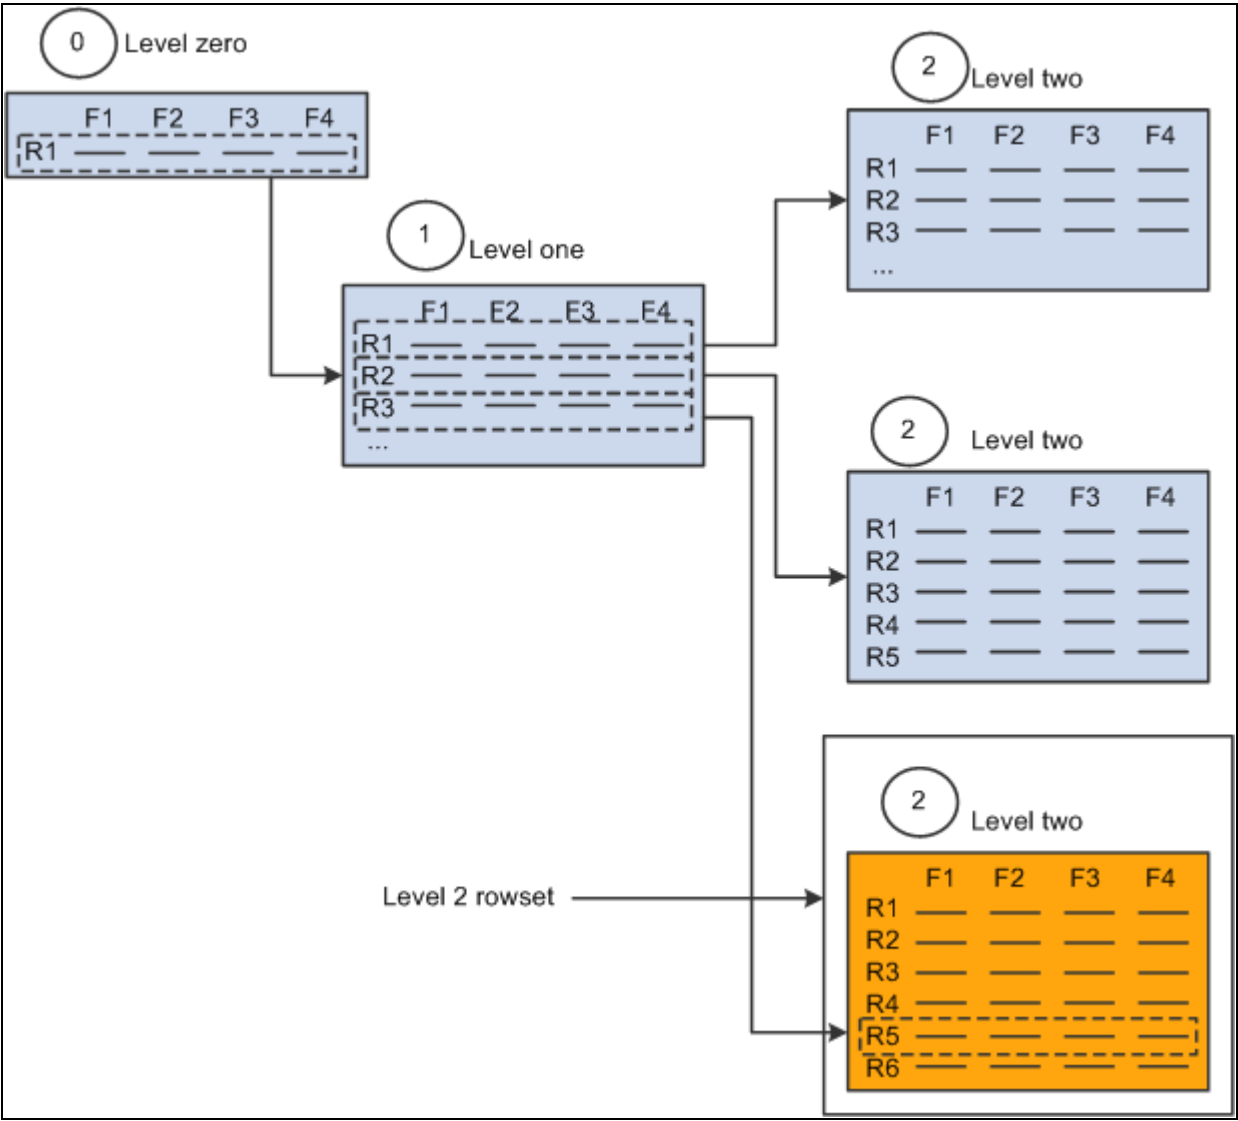 0 Level zero
F1 F2 F3 F4
R1
1 Level one
F1 F2 F3 F4
R1
R2
R3
...
2 Level two
F1 F2 F3 F4
R1
R2
R3
...
2 Level two
F1 F2 F3 F4
R1
R2
R3
R4
R5
Level 2 rowset
2 Level two
F1 F2 F3 F4
R1
R2
R3
R4
R5
R6